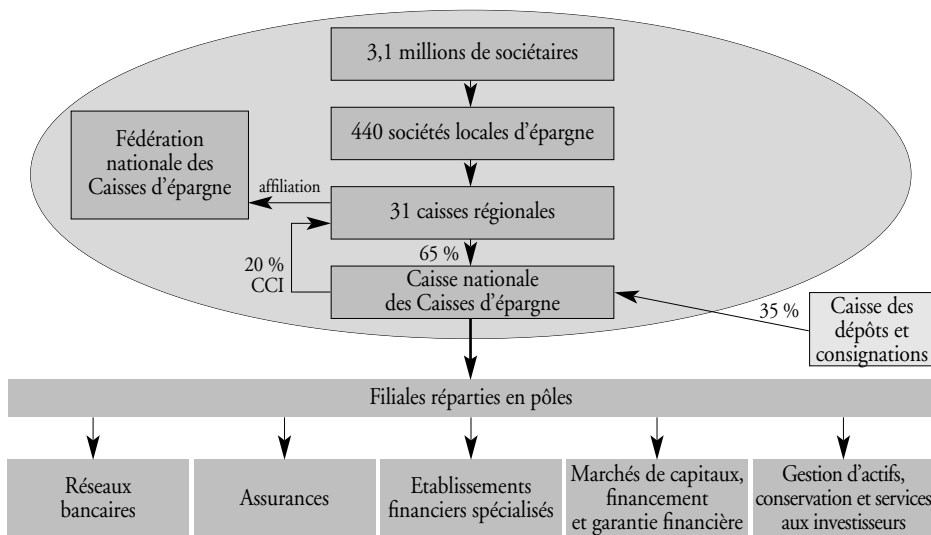 3,1 millions de sociétaires
440 sociétés locales d'épargne
Fédération
nationale des
Caisses d'épargne
affiliation
31 caisses régionales
20 %
CCI
65 %
Caisse nationale
des Caisses d'épargne
35 %
Caisse des
dépôts et
consignations
Filiales réparties en pôles
Réseaux
bancaires
Assurances
Etablissements
financiers spécialisés
Marchés de capitaux,
financement
et garantie financière
Gestion d'actifs,
conservation et services
aux investisseurs